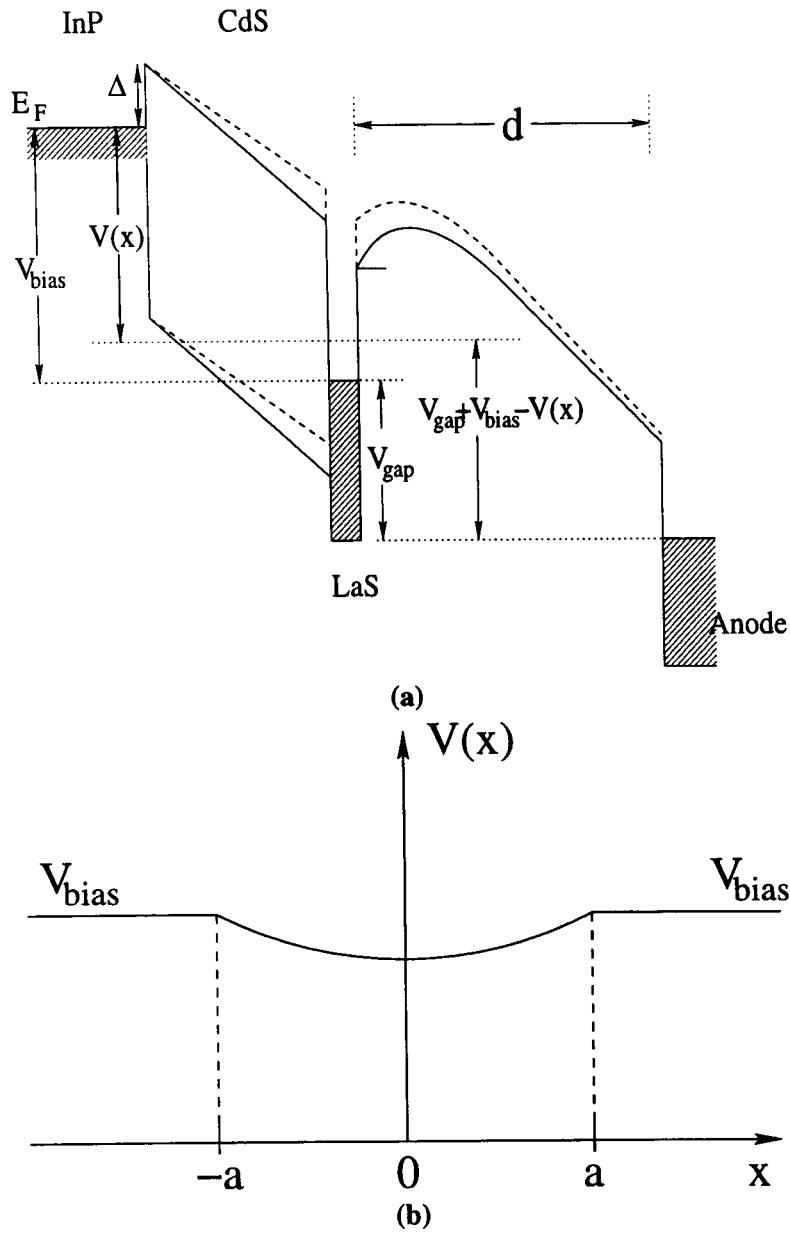 InP CdS
Δ
E_F
d
V(x)
V_bias
V_gap+V_bias−V(x)
V_gap
LaS
Anode
(a)
V(x)
V_bias V_bias
−a 0 a x
(b)